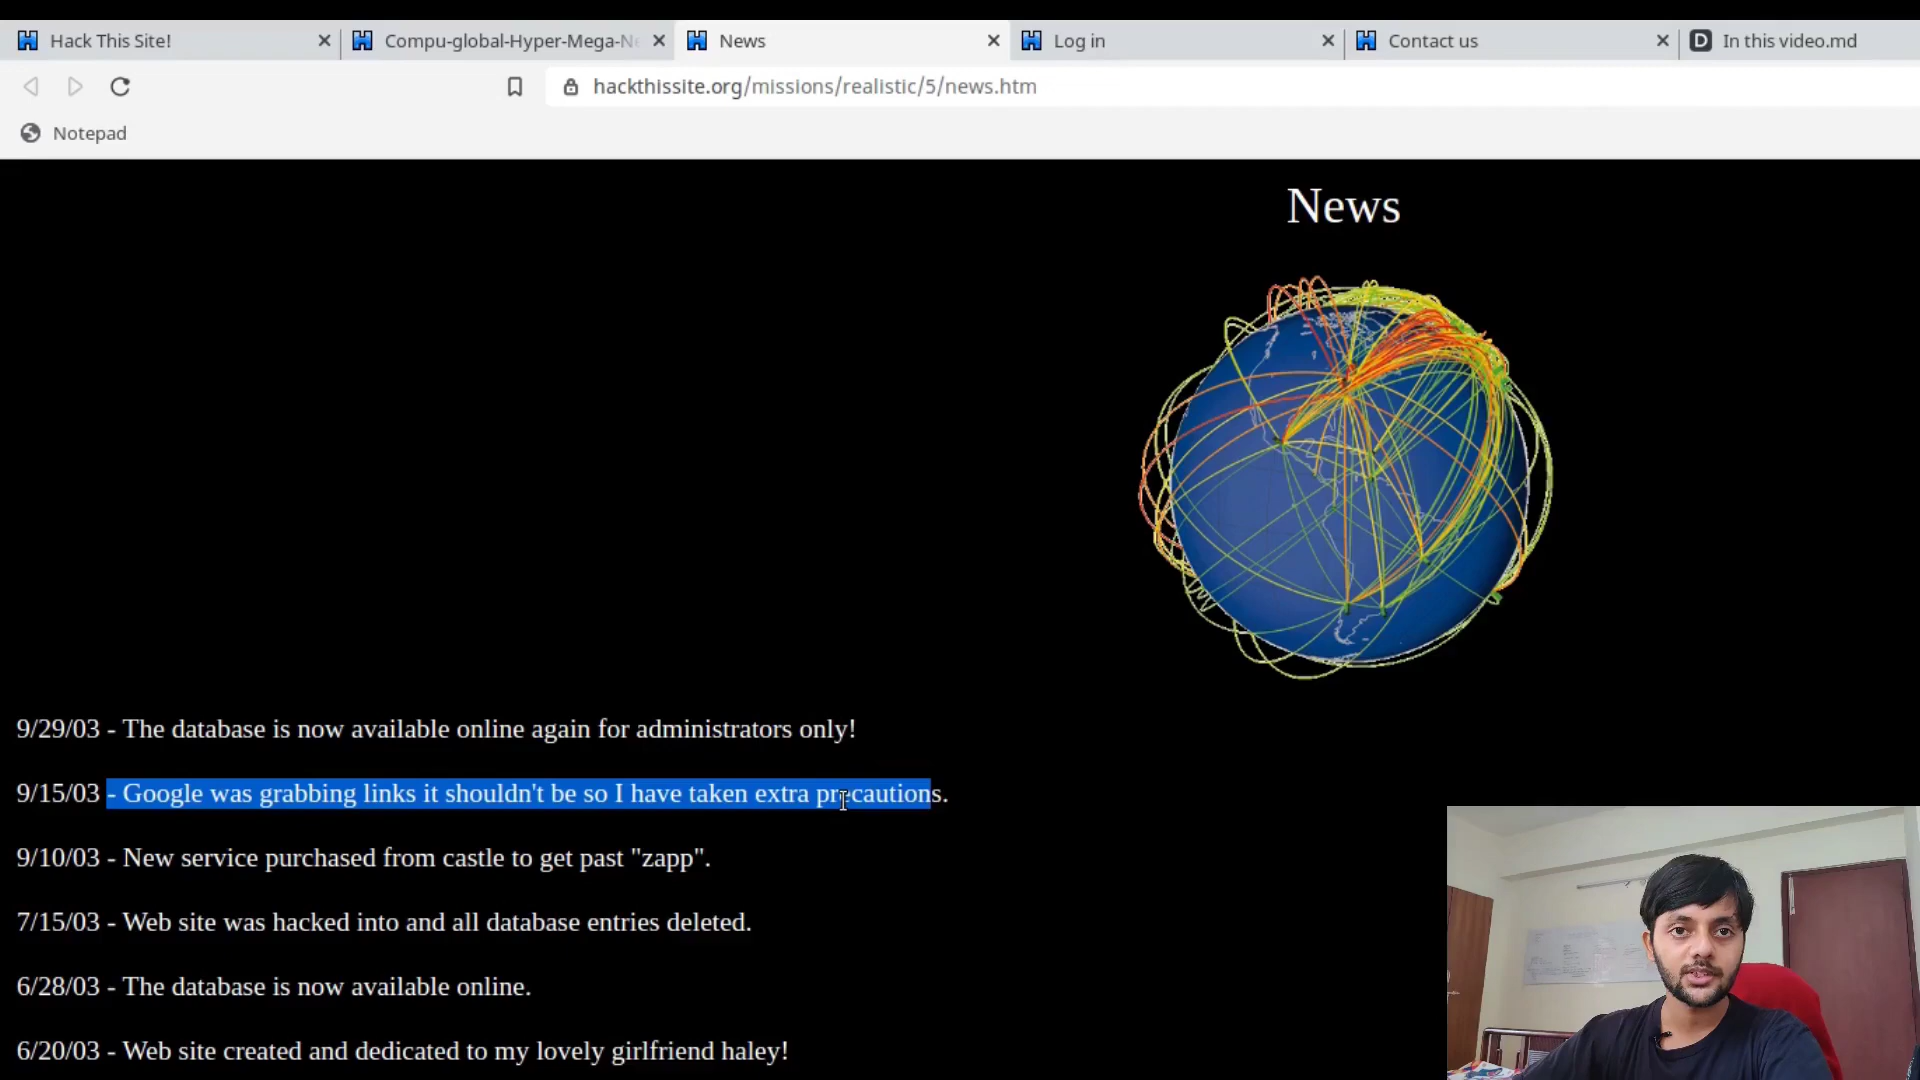 Hack This Site!
Compu-global-Hyper-Mega-Ne
News
Log in
Contact us
In this video.md
hackthissite.org/missions/realistic/5/news.htm
Notepad
News
9/29/03 - The database is now available online again for administrators only!
9/15/03 - Google was grabbing links it shouldn't be so I have taken extra precautions.
9/10/03 - New service purchased from castle to get past "zapp".
7/15/03 - Web site was hacked into and all database entries deleted.
6/28/03 - The database is now available online.
6/20/03 - Web site created and dedicated to my lovely girlfriend haley!